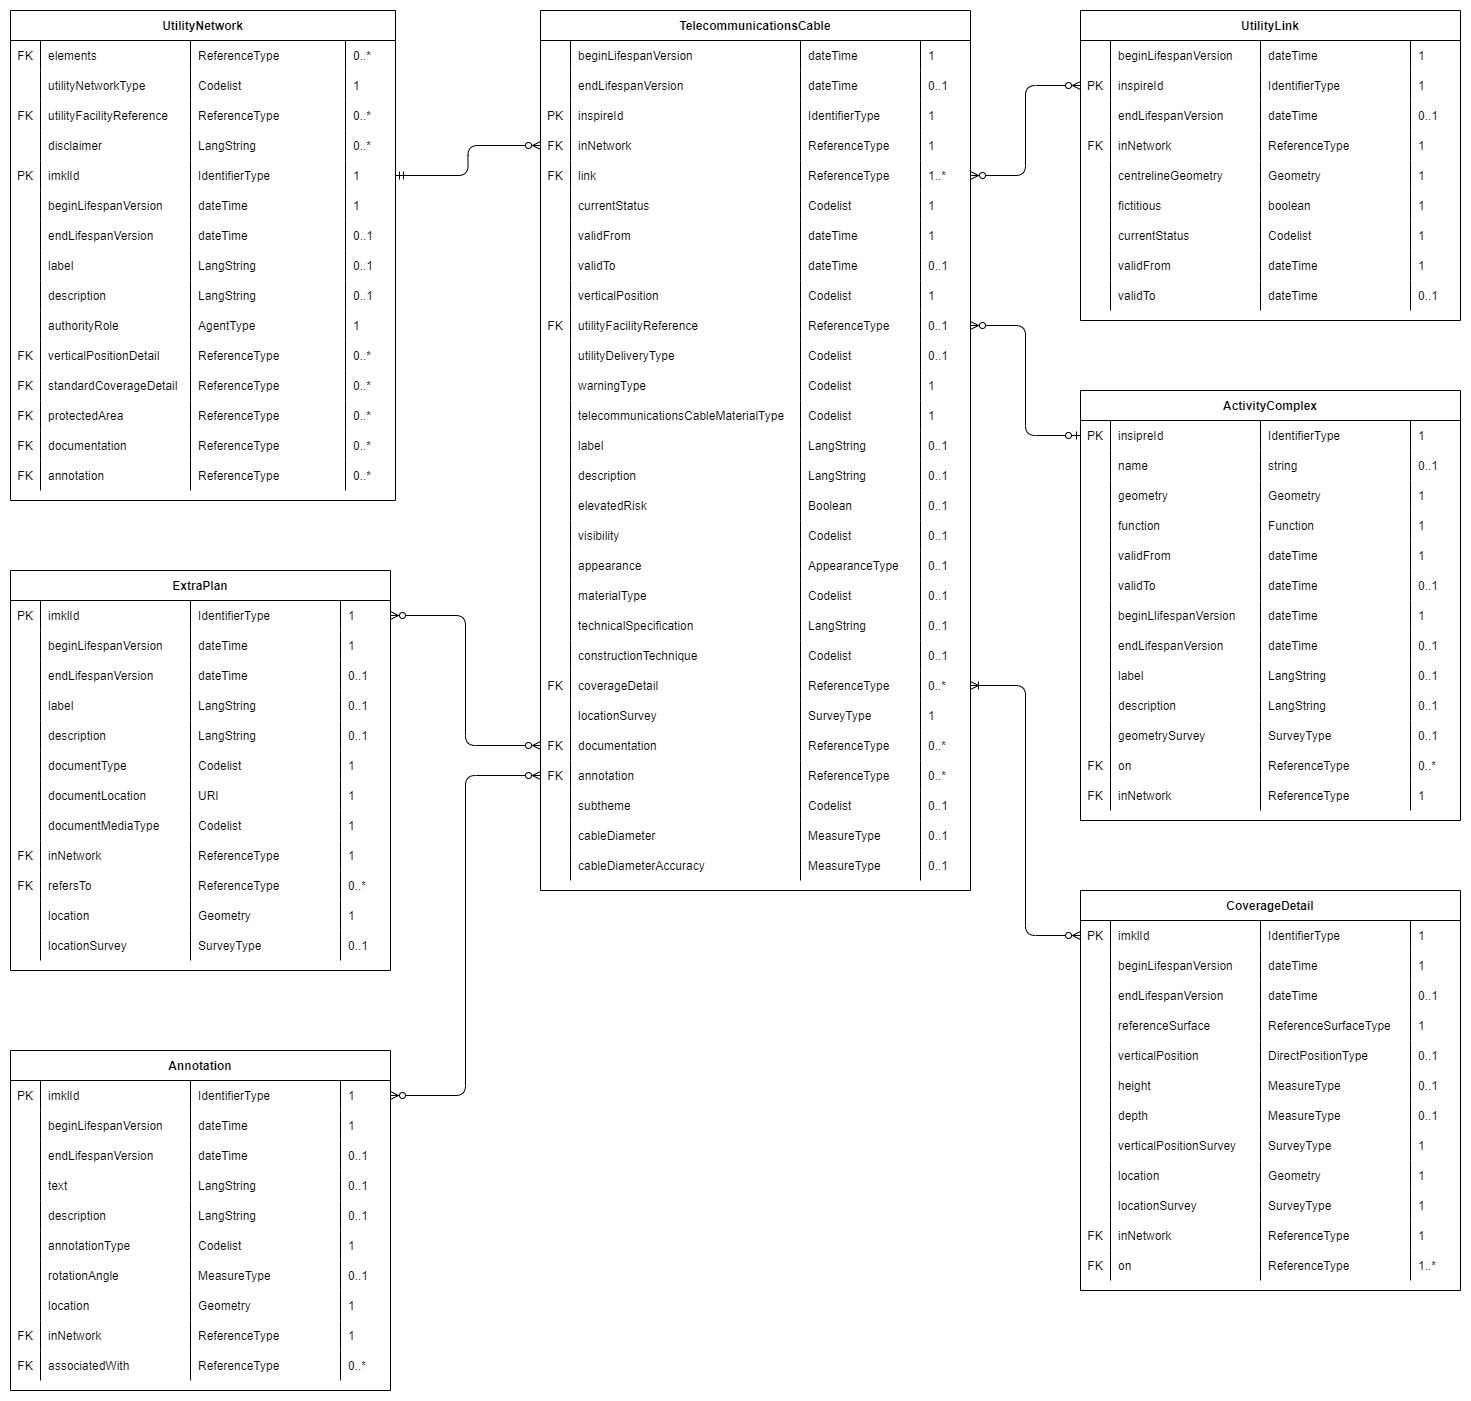 UtilityNetwork
FK elements ReferenceType 0..*
utilityNetworkType Codelist 1
FK utilityFacilityReference ReferenceType 0..*
disclaimer LangString 0..*
PK imklId IdentifierType 1
beginLifespanVersion dateTime 1
endLifespanVersion dateTime 0..1
label LangString 0..1
description LangString 0..1
authorityRole AgentType 1
FK verticalPositionDetail ReferenceType 0..*
FK standardCoverageDetail ReferenceType 0..*
FK protectedArea ReferenceType 0..*
FK documentation ReferenceType 0..*
FK annotation ReferenceType 0..*
ExtraPlan
PK imklId IdentifierType 1
beginLifespanVersion dateTime 1
endLifespanVersion dateTime 0..1
label LangString 0..1
description LangString 0..1
documentType Codelist 1
documentLocation URI 1
documentMediaType Codelist 1
FK inNetwork ReferenceType 1
FK refersTo ReferenceType 0..*
location Geometry 1
locationSurvey SurveyType 0..1
Annotation
PK imklId IdentifierType 1
beginLifespanVersion dateTime 1
endLifespanVersion dateTime 0..1
text LangString 0..1
description LangString 0..1
annotationType Codelist 1
rotationAngle MeasureType 0..1
location Geometry 1
FK inNetwork ReferenceType 1
FK associatedWith ReferenceType 0..*
TelecommunicationsCable
beginLifespanVersion dateTime 1
endLifespanVersion dateTime 0..1
PK inspireId IdentifierType 1
FK inNetwork ReferenceType 1
FK link ReferenceType 1..*
currentStatus Codelist 1
validFrom dateTime 1
validTo dateTime 0..1
verticalPosition Codelist 1
FK utilityFacilityReference ReferenceType 0..1
utilityDeliveryType Codelist 0..1
warningType Codelist 1
telecommunicationsCableMaterialType Codelist 1
label LangString 0..1
description LangString 0..1
elevatedRisk Boolean 0..1
visibility Codelist 0..1
appearance AppearanceType 0..1
materialType Codelist 0..1
technicalSpecification LangString 0..1
constructionTechnique Codelist 0..1
FK coverageDetail ReferenceType 0..*
locationSurvey SurveyType 1
FK documentation ReferenceType 0..*
FK annotation ReferenceType 0..*
subtheme Codelist 0..1
cableDiameter MeasureType 0..1
cableDiameterAccuracy MeasureType 0..1
UtilityLink
beginLifespanVersion dateTime 1
PK inspireId IdentifierType 1
endLifespanVersion dateTime 0..1
FK inNetwork ReferenceType 1
centrelineGeometry Geometry 1
fictitious boolean 1
currentStatus Codelist 1
validFrom dateTime 1
validTo dateTime 0..1
ActivityComplex
PK insipreId IdentifierType 1
name string 0..1
geometry Geometry 1
function Function 1
validFrom dateTime 1
validTo dateTime 0..1
beginLlifespanVersion dateTime 1
endLifespanVersion dateTime 0..1
label LangString 0..1
description LangString 0..1
geometrySurvey SurveyType 0..1
FK on ReferenceType 0..*
FK inNetwork ReferenceType 1
CoverageDetail
PK imklId IdentifierType 1
beginLifespanVersion dateTime 1
endLifespanVersion dateTime 0..1
referenceSurface ReferenceSurfaceType 1
verticalPosition DirectPositionType 0..1
height MeasureType 0..1
depth MeasureType 0..1
verticalPositionSurvey SurveyType 1
location Geometry 1
locationSurvey SurveyType 1
FK inNetwork ReferenceType 1
FK on ReferenceType 1..*